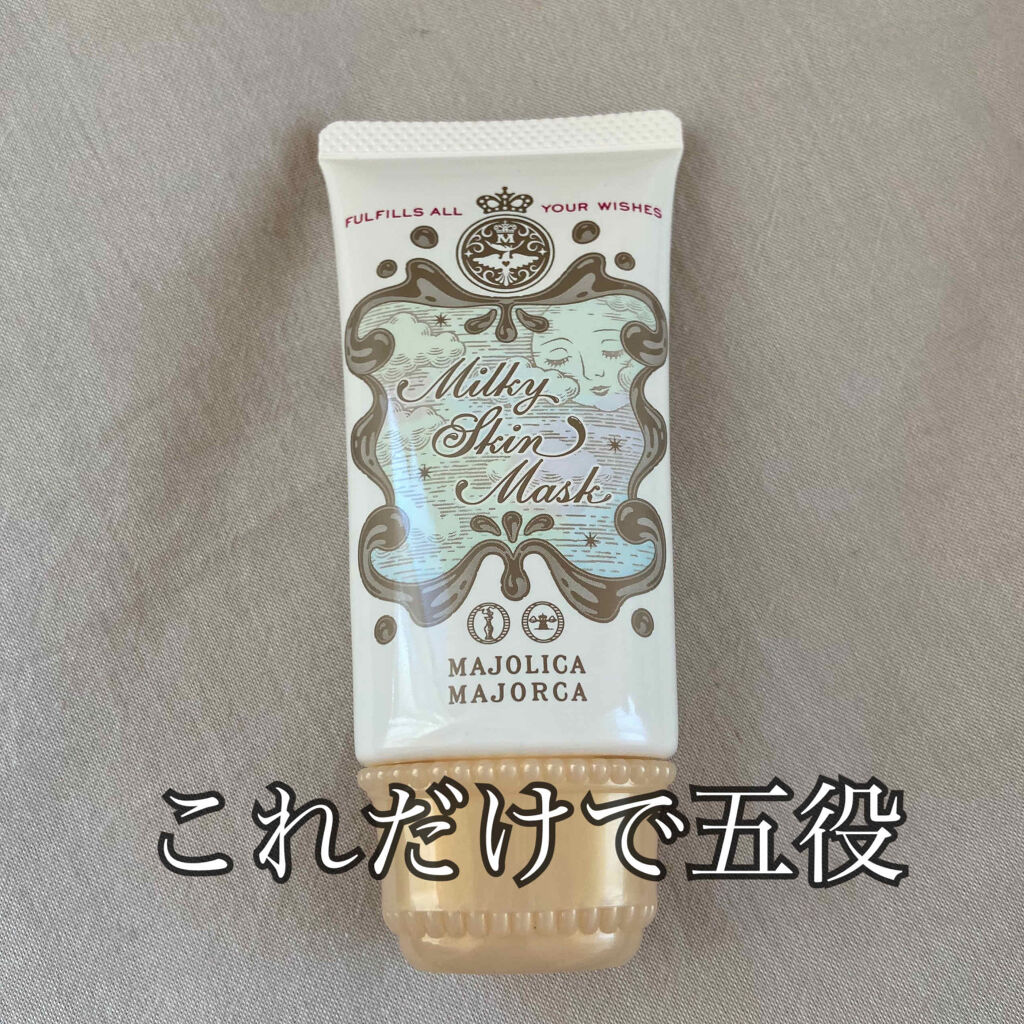 FULFILLS ALL YOUR WISHES
M
Milky
Skin
Mask
MAJOLICA
MAJORCA
これだけで五役